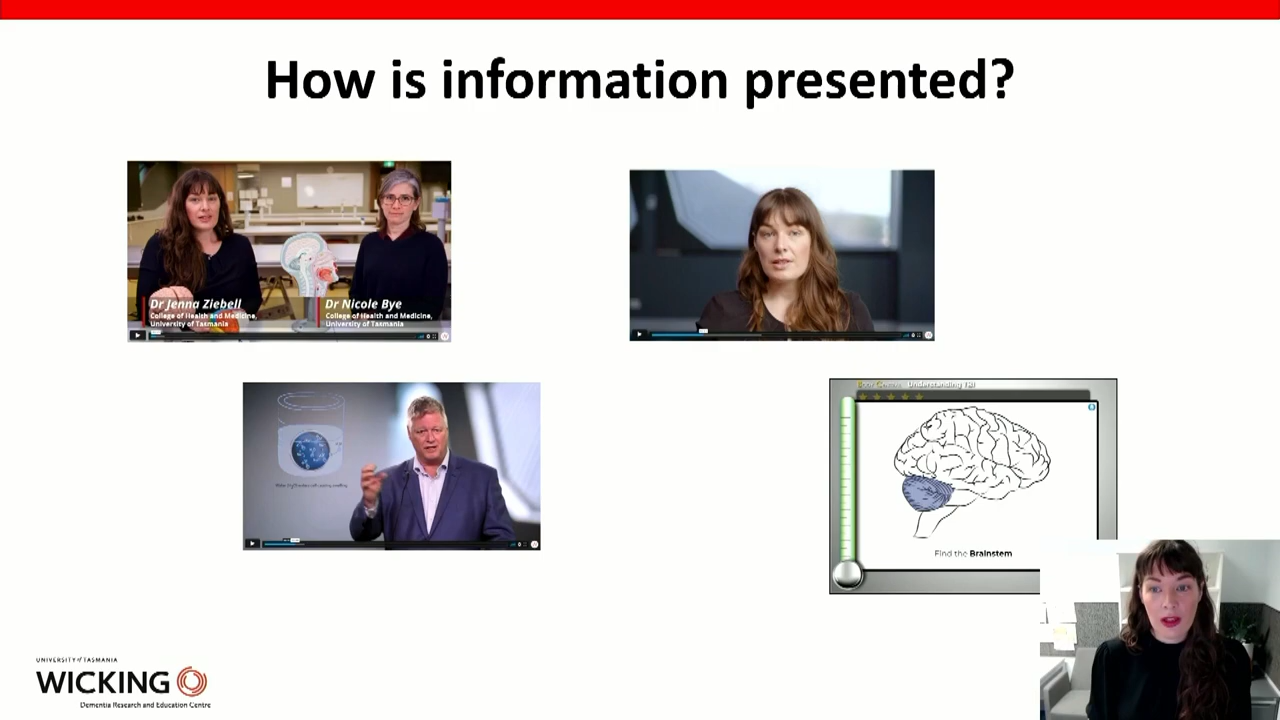 How is information presented?
Dr Jenna Ziebell
College of Health and Medicine,
University of Tasmania
Dr Nicole Bye
College of Health and Medicine,
University of Tasmania
Understanding TBI
Find the Brainstem
UNIVERSITY of TASMANIA
WICKING
Dementia Research and Education Centre